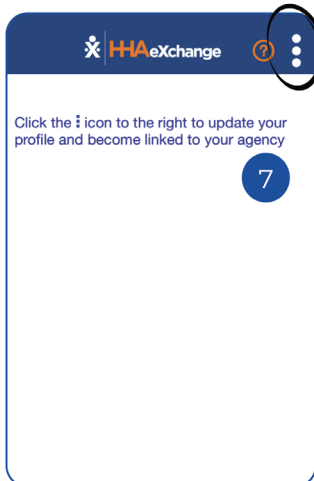 HHAeXchange ?
Click the ⋮ icon to the right to update your
profile and become linked to your agency
7